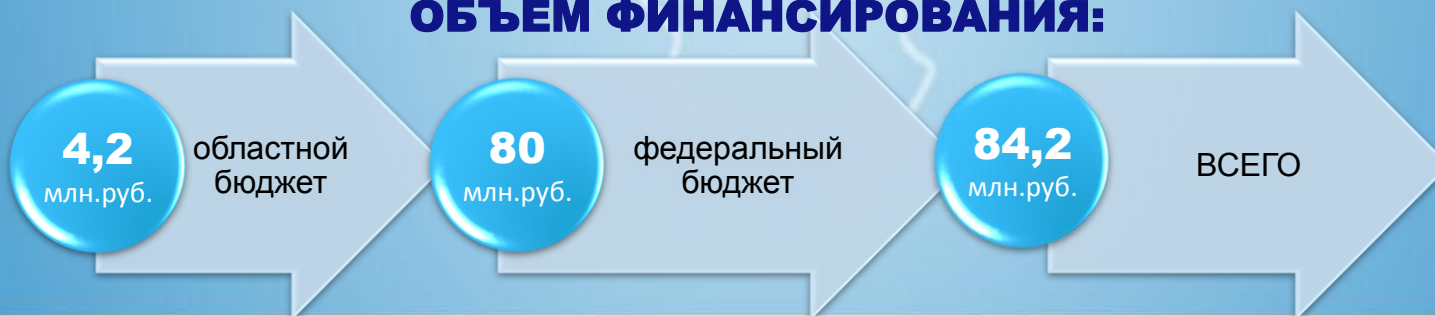 ОБЪЕМ ФИНАНСИРОВАНИЯ:
4,2
млн.руб.
областной
бюджет
80
млн.руб.
федеральный
бюджет
84,2
млн.руб.
ВСЕГО